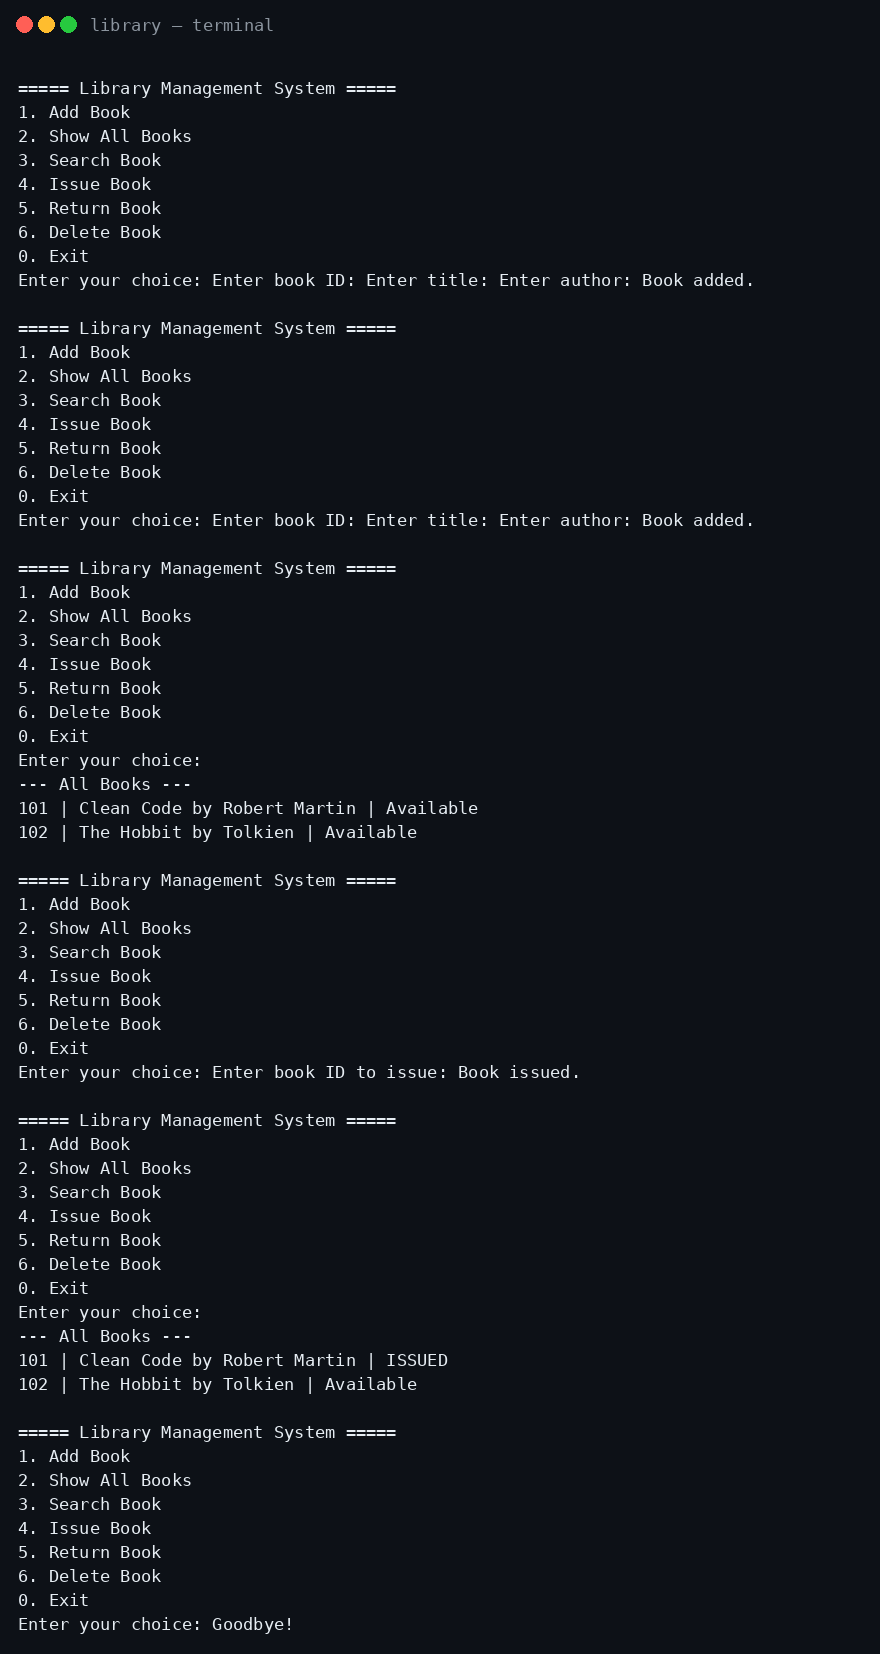 library — terminal
===== Library Management System =====
1. Add Book
2. Show All Books
3. Search Book
4. Issue Book
5. Return Book
6. Delete Book
0. Exit
Enter your choice: Enter book ID: Enter title: Enter author: Book added.
===== Library Management System =====
1. Add Book
2. Show All Books
3. Search Book
4. Issue Book
5. Return Book
6. Delete Book
0. Exit
Enter your choice: Enter book ID: Enter title: Enter author: Book added.
===== Library Management System =====
1. Add Book
2. Show All Books
3. Search Book
4. Issue Book
5. Return Book
6. Delete Book
0. Exit
Enter your choice:
--- All Books ---
101 | Clean Code by Robert Martin | Available
102 | The Hobbit by Tolkien | Available
===== Library Management System =====
1. Add Book
2. Show All Books
3. Search Book
4. Issue Book
5. Return Book
6. Delete Book
0. Exit
Enter your choice: Enter book ID to issue: Book issued.
===== Library Management System =====
1. Add Book
2. Show All Books
3. Search Book
4. Issue Book
5. Return Book
6. Delete Book
0. Exit
Enter your choice:
--- All Books ---
101 | Clean Code by Robert Martin | ISSUED
102 | The Hobbit by Tolkien | Available
===== Library Management System =====
1. Add Book
2. Show All Books
3. Search Book
4. Issue Book
5. Return Book
6. Delete Book
0. Exit
Enter your choice: Goodbye!